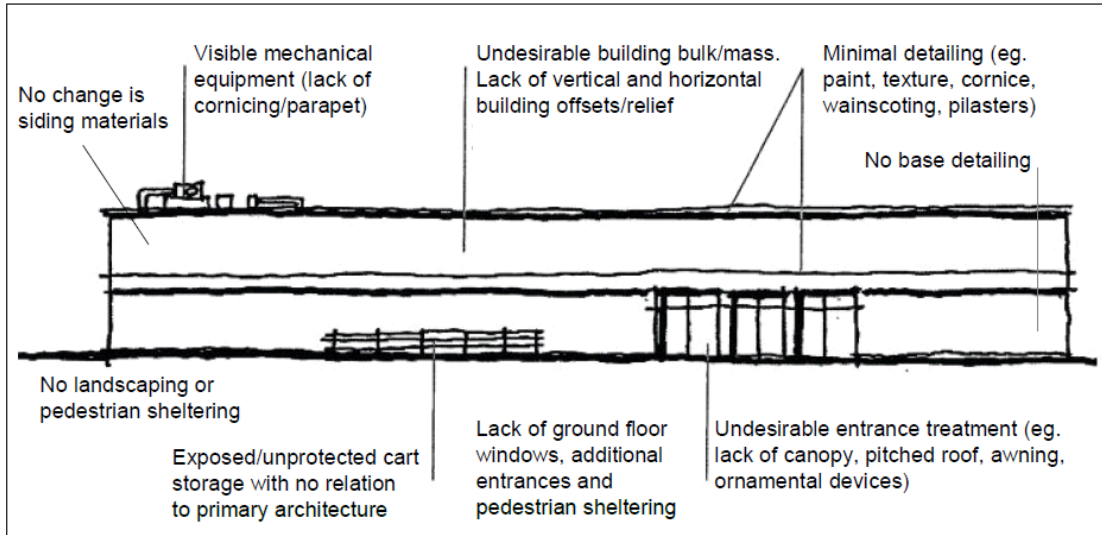 Visible mechanical
equipment (lack of
cornicing/parapet)
Undesirable building bulk/mass.
Lack of vertical and horizontal
building offsets/relief
Minimal detailing (eg.
paint, texture, cornice,
wainscoting, pilasters)
No change is
siding materials
No base detailing
No landscaping or
pedestrian sheltering
Exposed/unprotected cart
storage with no relation
to primary architecture
Lack of ground floor
windows, additional
entrances and
pedestrian sheltering
Undesirable entrance treatment (eg.
lack of canopy, pitched roof, awning,
ornamental devices)